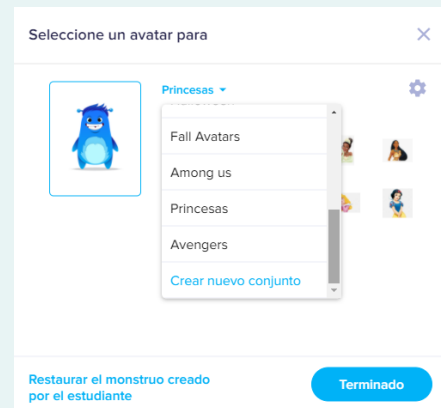 Seleccione un avatar para
Princesas
Fall Avatars
Among us
Princesas
Avengers
Crear nuevo conjunto
Restaurar el monstruo creado
por el estudiante
Terminado